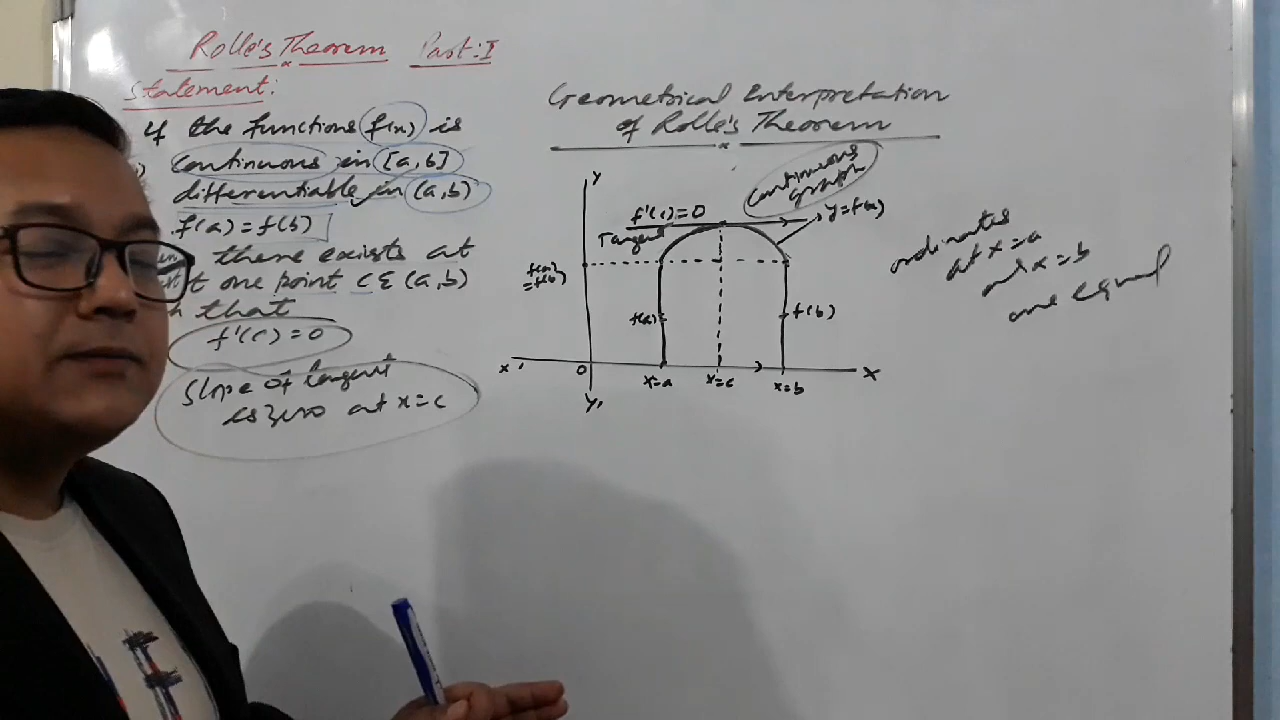 Rolle's Theorem Part:I
Statement:
If the functions f(x) is
continuous in [a,b]
differentiable in (a,b)
f(a)=f(b)
there exists at
one point c ε (a,b)
that
f'(c)=0
Slope of tangent
is zero at x=c
Geometrical Interpretation
of Rolle's Theorem
continuous
graph
Y
f'(c)=0
y=f(x)
Tangent
f(a)
=f(b)
f(a)
f(b)
X'
O
x=a
x=c
x=b
X
Y'
ordinates
at x=a
and x=b
are equal